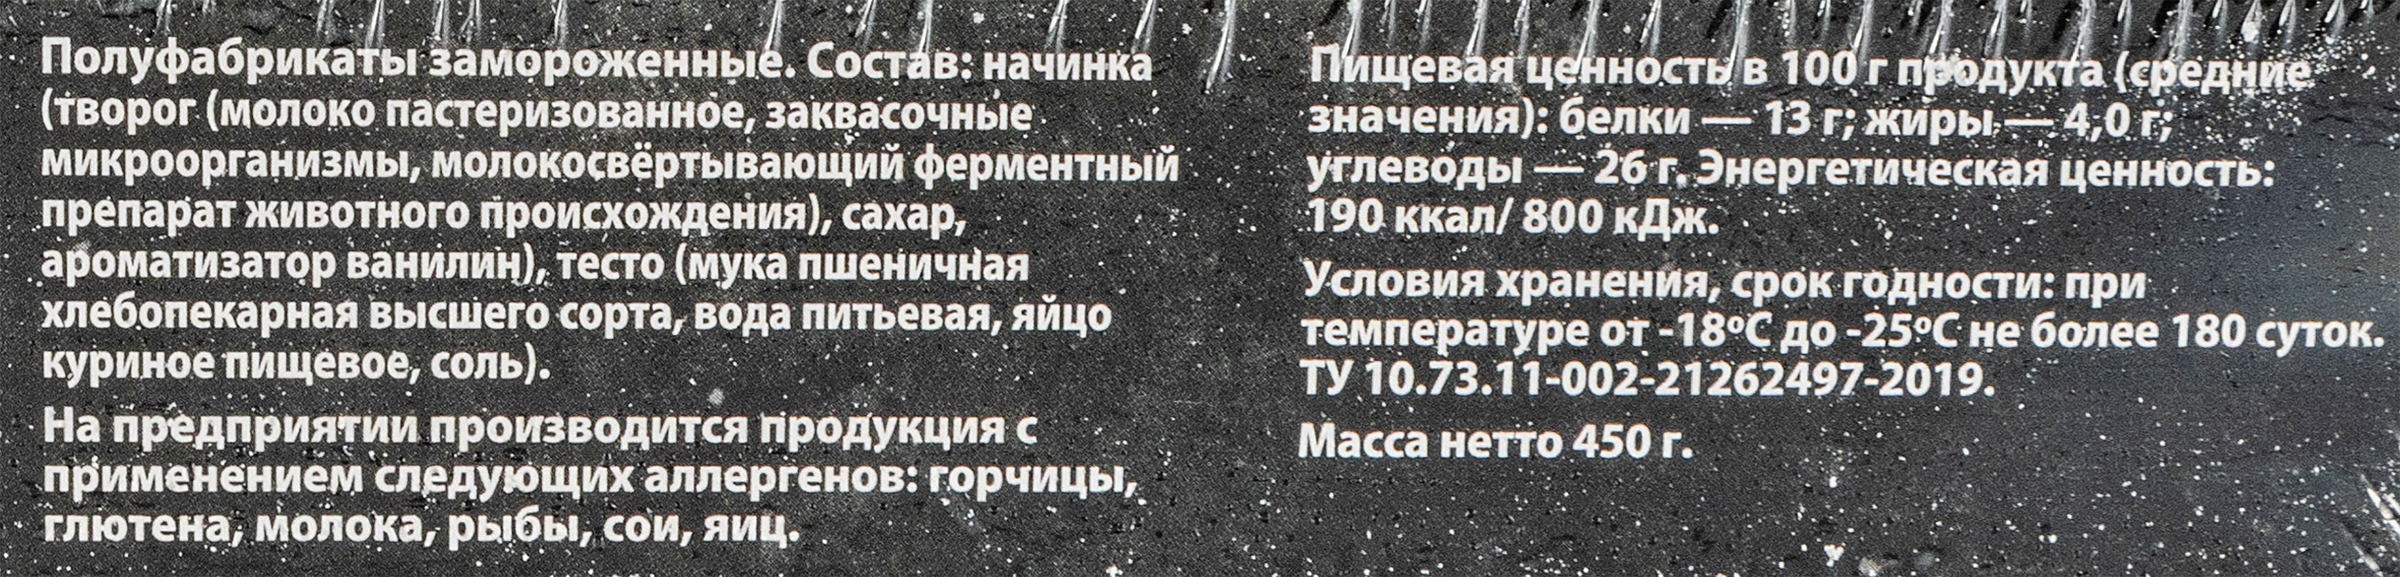 Полуфабрикаты замороженные. Состав: начинка
(творог (молоко пастеризованное, заквасочные
микроорганизмы, молокосвёртывающий ферментный
препарат животного происхождения), сахар,
ароматизатор ванилин), тесто (мука пшеничная
хлебопекарная высшего сорта, вода питьевая, яйцо
куриное пищевое, соль).
На предприятии производится продукция с
применением следующих аллергенов: горчицы,
глютена, молока, рыбы, сои, яиц.
Пищевая ценность в 100 г продукта (средние
значения): белки — 13 г; жиры — 4,0 г;
углеводы — 26 г. Энергетическая ценность:
190 ккал/ 800 кДж.
Условия хранения, срок годности: при
температуре от -18ºС до -25ºС не более 180 суток.
ТУ 10.73.11-002-21262497-2019.
Масса нетто 450 г.